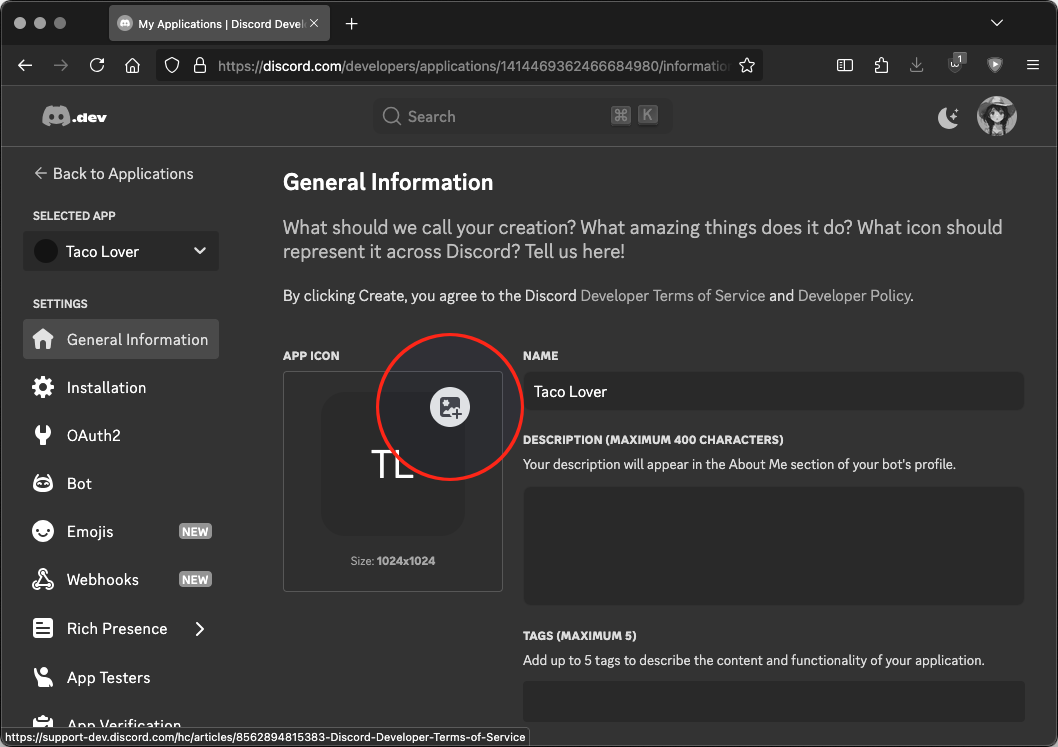 My Applications | Discord Devel
https://discord.com/developers/applications/1414469362466684980/informatio
1
.dev
Search
⌘ K
Back to Applications
SELECTED APP
Taco Lover
SETTINGS
General Information
Installation
OAuth2
Bot
Emojis NEW
Webhooks NEW
Rich Presence
App Testers
App Verification
General Information
What should we call your creation? What amazing things does it do? What icon should
represent it across Discord? Tell us here!
By clicking Create, you agree to the Discord Developer Terms of Service and Developer Policy.
APP ICON
TL
Size: 1024x1024
NAME
Taco Lover
DESCRIPTION (MAXIMUM 400 CHARACTERS)
Your description will appear in the About Me section of your bot's profile.
TAGS (MAXIMUM 5)
Add up to 5 tags to describe the content and functionality of your application.
https://support-dev.discord.com/hc/articles/8562894815383-Discord-Developer-Terms-of-Service